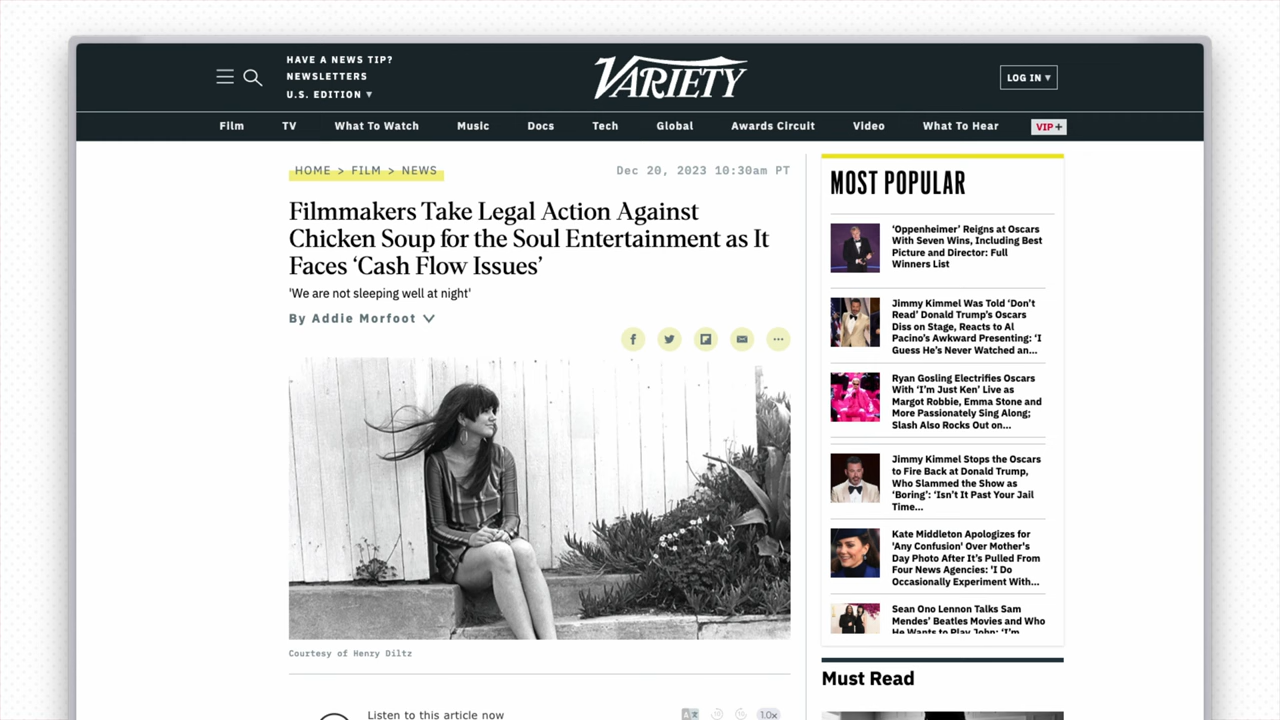 HAVE A NEWS TIP?
NEWSLETTERS
U.S. EDITION ▼
VARIETY
LOG IN ▼
Film TV What To Watch Music Docs Tech Global Awards Circuit Video What To Hear VIP+
HOME > FILM > NEWS
Dec 20, 2023 10:30am PT
Filmmakers Take Legal Action Against
Chicken Soup for the Soul Entertainment as It
Faces ‘Cash Flow Issues’
'We are not sleeping well at night'
By Addie Morfoot
Courtesy of Henry Diltz
Listen to this article now
1.0x
MOST POPULAR
‘Oppenheimer’ Reigns at Oscars
With Seven Wins, Including Best
Picture and Director: Full
Winners List
Jimmy Kimmel Was Told ‘Don’t
Read’ Donald Trump’s Oscars
Diss on Stage, Reacts to Al
Pacino’s Awkward Presenting: ‘I
Guess He’s Never Watched an...
Ryan Gosling Electrifies Oscars
With ‘I’m Just Ken’ Live as
Margot Robbie, Emma Stone and
More Passionately Sing Along;
Slash Also Rocks Out on...
Jimmy Kimmel Stops the Oscars
to Fire Back at Donald Trump,
Who Slammed the Show as
‘Boring’: ‘Isn’t It Past Your Jail
Time...
Kate Middleton Apologizes for
'Any Confusion' Over Mother's
Day Photo After It’s Pulled From
Four News Agencies: 'I Do
Occasionally Experiment With...
Sean Ono Lennon Talks Sam
Mendes’ Beatles Movies and Who
He Wants to Play John: ‘I’m
Must Read